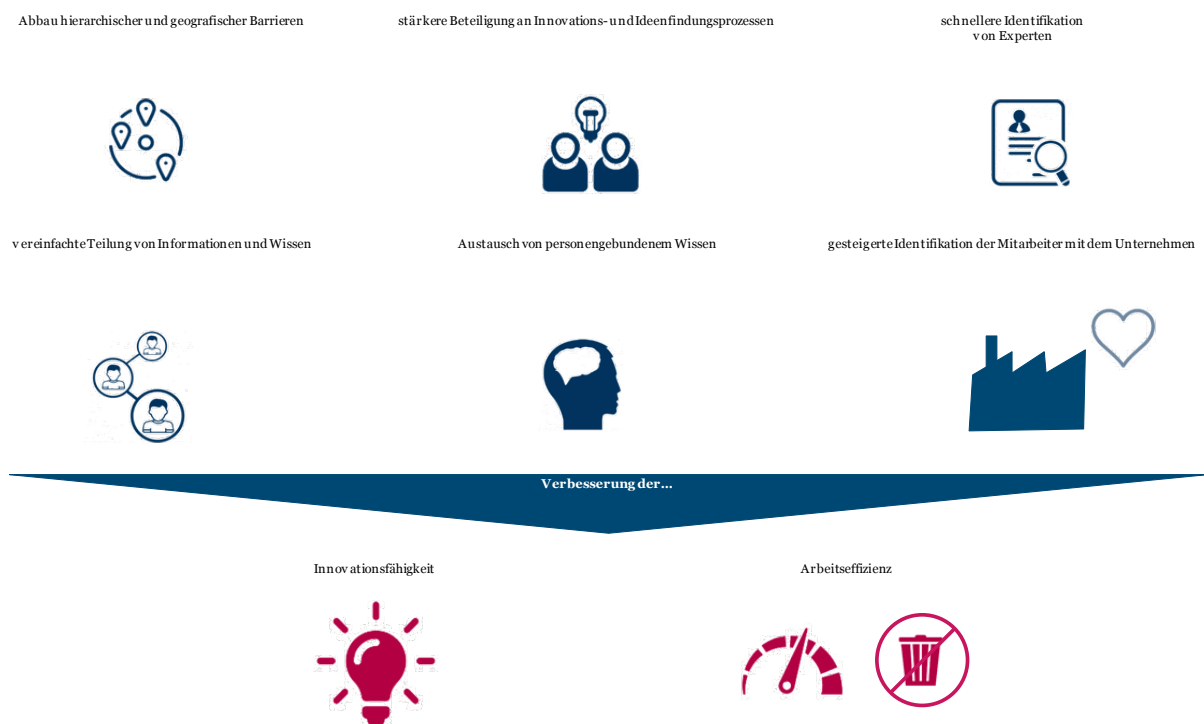 Abbau hierarchischer und geografischer Barrieren
stärkere Beteiligung an Innovations- und Ideenfindungsprozessen
schnellere Identifikation
von Experten
vereinfachte Teilung von Informationen und Wissen
Austausch von personengebundenem Wissen
gesteigerte Identifikation der Mitarbeiter mit dem Unternehmen
Verbesserung der...
Innovationsfähigkeit
Arbeitseffizienz